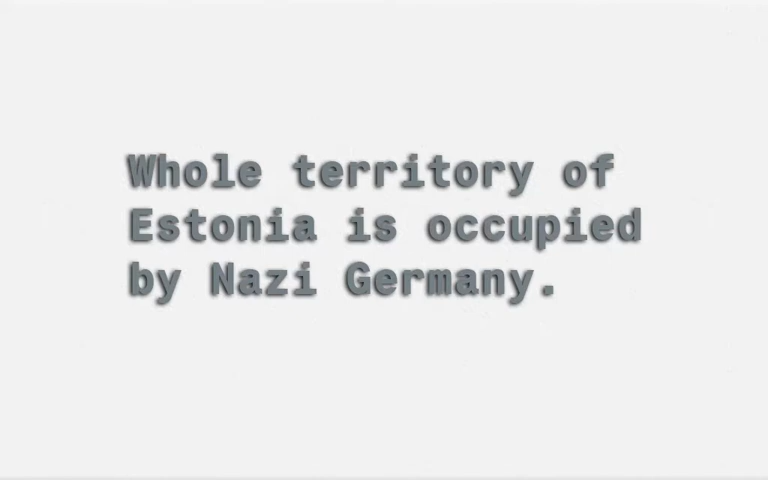 Whole territory of
Estonia is occupied
by Nazi Germany.